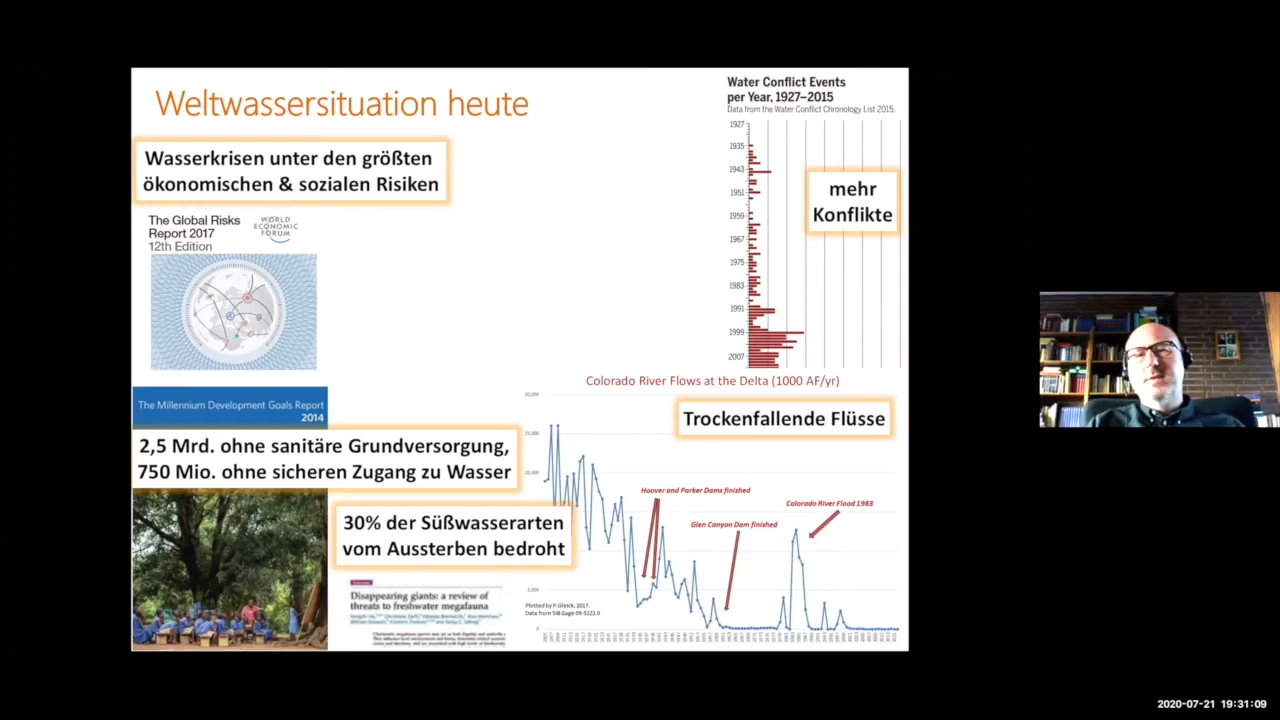 Weltwassersituation heute
Wasserkrisen unter den größten
ökonomischen & sozialen Risiken
The Global Risks
Report 2017
12th Edition
WORLD
ECONOMIC
FORUM
Water Conflict Events
per Year, 1927–2015
Data from the Water Conflict Chronology List 2015.
1927
1935
1943
1951
1959
1967
1975
1983
1991
1999
2007
mehr
Konflikte
The Millennium Development Goals Report
2014
2,5 Mrd. ohne sanitäre Grundversorgung,
750 Mio. ohne sicheren Zugang zu Wasser
30% der Süßwasserarten
vom Aussterben bedroht
Disappearing giants: a review of
threats to freshwater megafauna
Colorado River Flows at the Delta (1000 AF/yr)
Trockenfallende Flüsse
30,000
25,000
20,000
Hoover and Parker Dams finished
Glen Canyon Dam finished
Colorado River Flood 1983
Plotted by P.Gleick, 2017.
0
2020-07-21 19:31:09